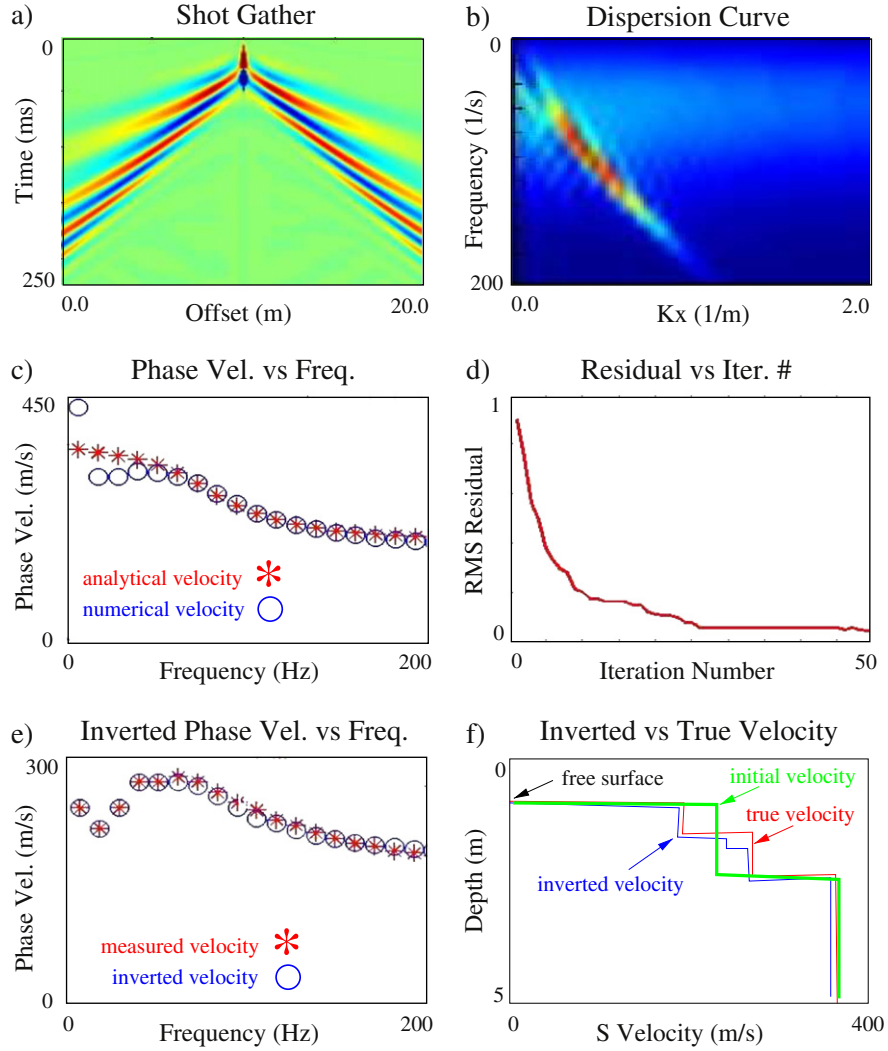 a) Shot Gather
0
Time (ms)
250
0.0 20.0
Offset (m)
b) Dispersion Curve
0
Frequency (1/s)
200
0.0 2.0
Kx (1/m)
c) Phase Vel. vs Freq.
450
Phase Vel. (m/s)
analytical velocity
numerical velocity
0
0 200
Frequency (Hz)
d) Residual vs Iter. #
1
RMS Residual
0
0 50
Iteration Number
e) Inverted Phase Vel. vs Freq.
300
Phase Vel. (m/s)
measured velocity
inverted velocity
0
0 200
Frequency (Hz)
f) Inverted vs True Velocity
0
free surface
initial velocity
true velocity
inverted velocity
Depth (m)
5
0 400
S Velocity (m/s)